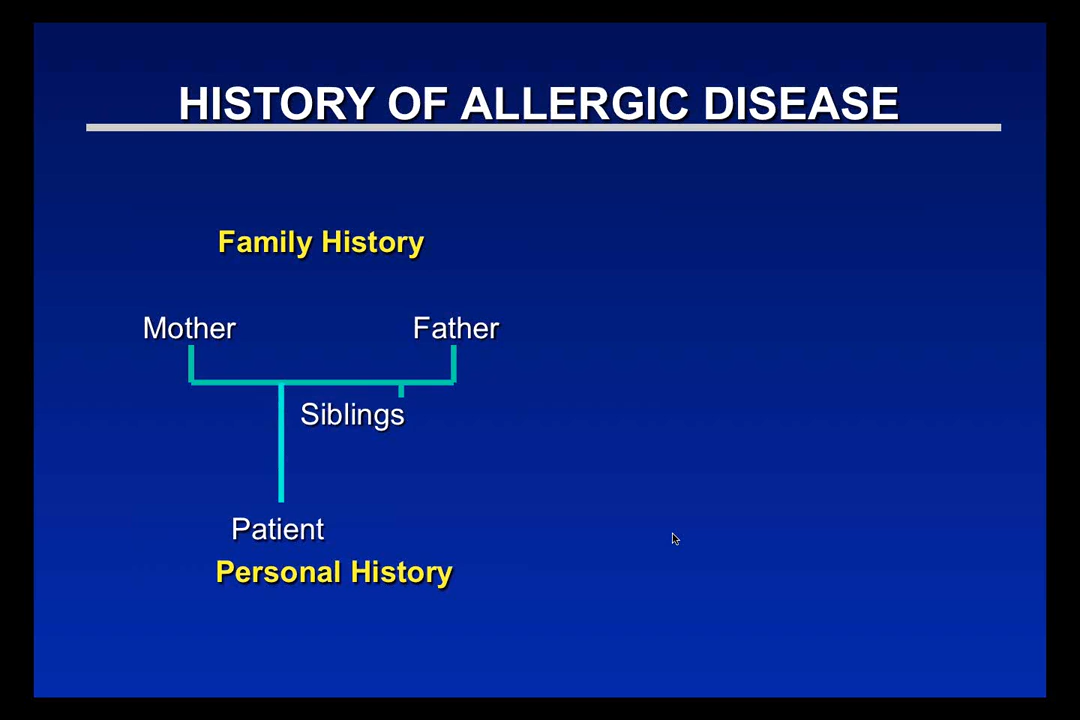 HISTORY OF ALLERGIC DISEASE
Family History
Mother Father
Siblings
Patient
Personal History